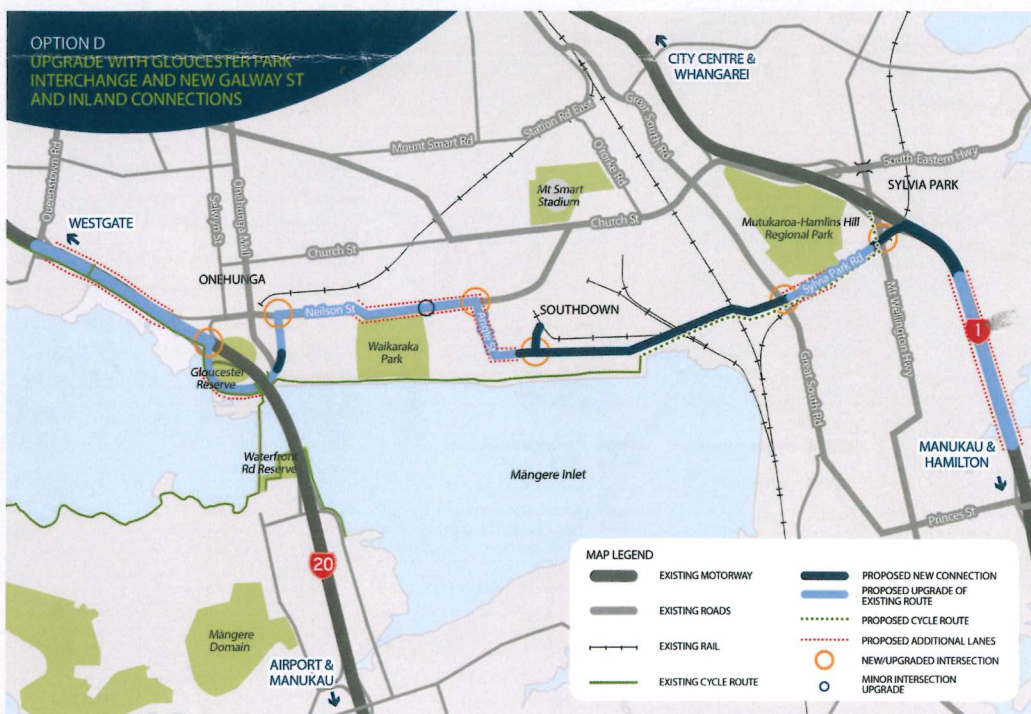 OPTION D
UPGRADE WITH GLOUCESTER PARK
INTERCHANGE AND NEW GALWAY ST
AND INLAND CONNECTIONS
CITY CENTRE &
WHANGAREI
Mount Smart Rd
Station Rd East
O'rorke Rd
Great South Rd
South-Eastern Hwy
SYLVIA PARK
Queenstown Rd
WESTGATE
Selwyn St
Onehunga Mall
Mt Smart
Stadium
Church St
Church St
Mutukaroa-Hamlins Hill
Regional Park
ONEHUNGA
Neilson St
Angle St
SOUTHDOWN
Sylvia Park Rd
Mt Wellington Hwy
1
Gloucester
Reserve
Waikaraka
Park
Great South Rd
Waterfront
Rd Reserve
Māngere Inlet
MANUKAU &
HAMILTON
Princes St
20
Māngere
Domain
AIRPORT &
MANUKAU
MAP LEGEND
EXISTING MOTORWAY
EXISTING ROADS
EXISTING RAIL
EXISTING CYCLE ROUTE
PROPOSED NEW CONNECTION
PROPOSED UPGRADE OF
EXISTING ROUTE
PROPOSED CYCLE ROUTE
PROPOSED ADDITIONAL LANES
NEW/UPGRADED INTERSECTION
MINOR INTERSECTION
UPGRADE